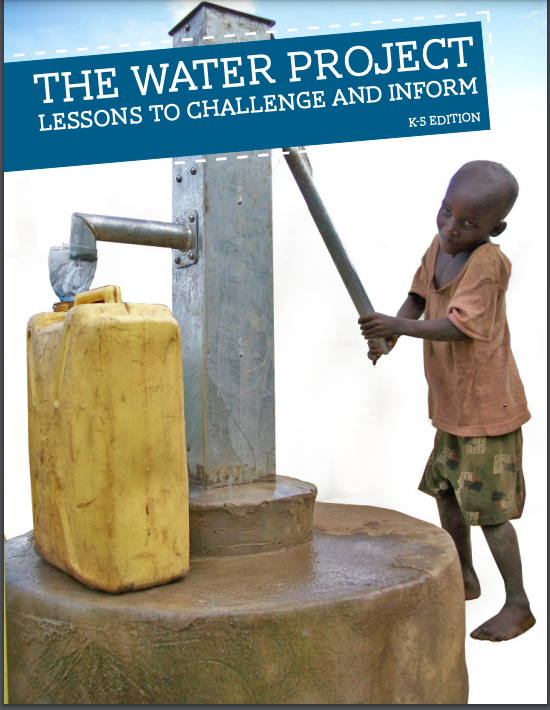 THE WATER PROJECT
LESSONS TO CHALLENGE AND INFORM
K-5 EDITION